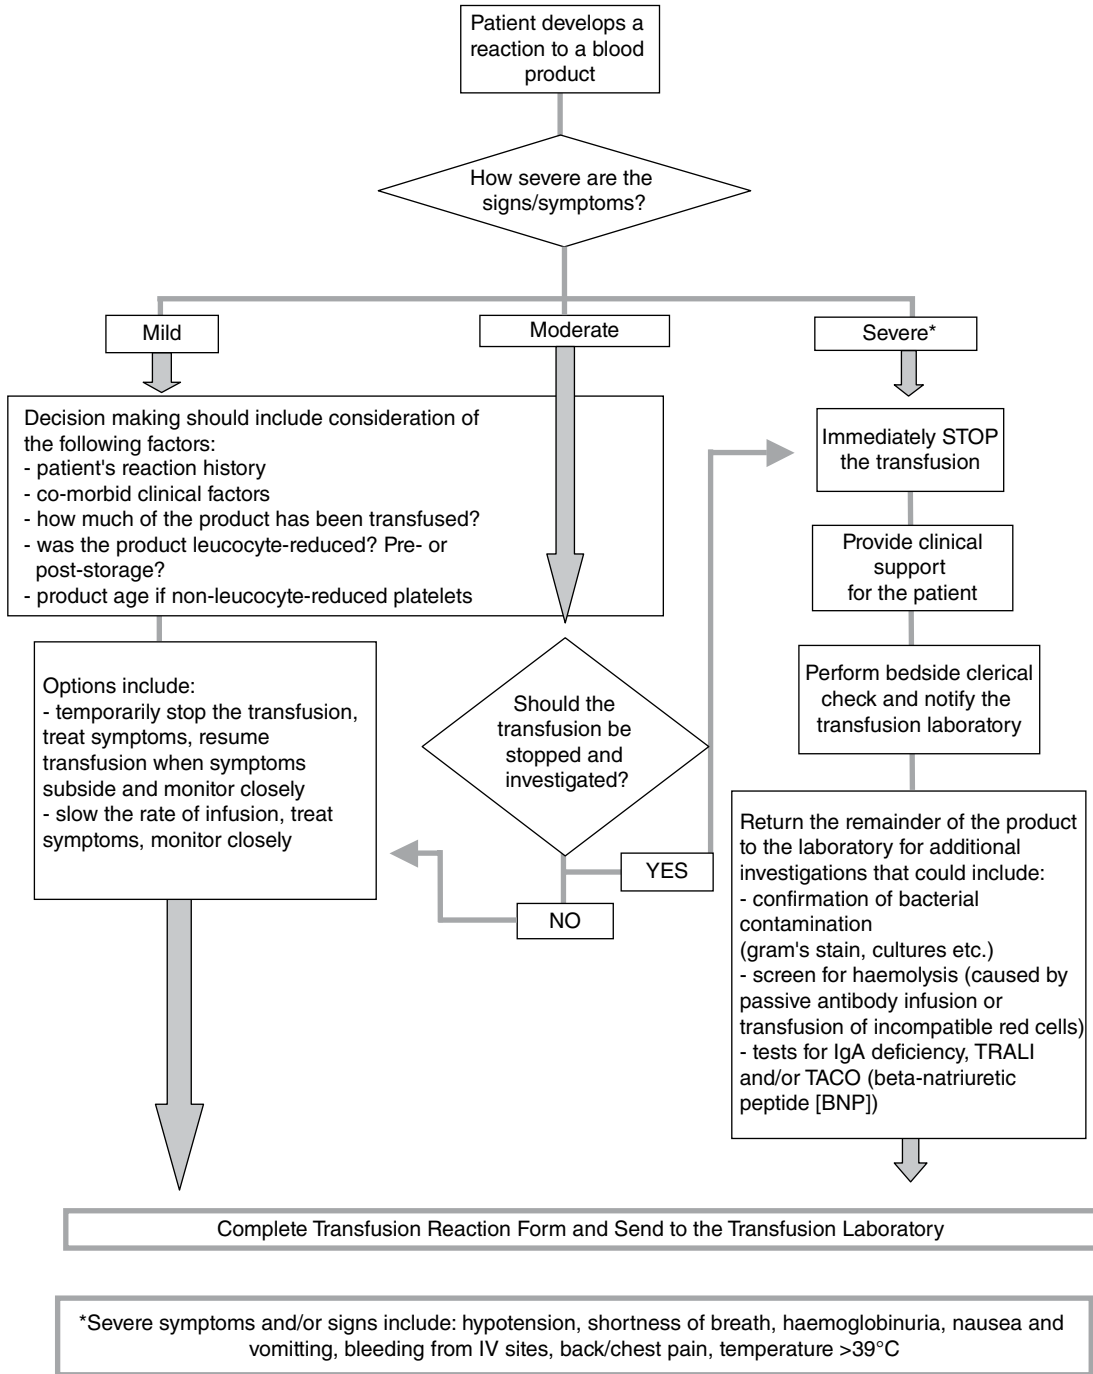 Patient develops a
reaction to a blood
product
How severe are the
signs/symptoms?
Mild
Moderate
Severe*
Decision making should include consideration of
the following factors:
- patient's reaction history
- co-morbid clinical factors
- how much of the product has been transfused?
- was the product leucocyte-reduced? Pre- or
post-storage?
- product age if non-leucocyte-reduced platelets
Immediately STOP
the transfusion
Provide clinical
support
for the patient
Options include:
- temporarily stop the transfusion,
treat symptoms, resume
transfusion when symptoms
subside and monitor closely
- slow the rate of infusion, treat
symptoms, monitor closely
Should the
transfusion be
stopped and
investigated?
YES
NO
Perform bedside clerical
check and notify the
transfusion laboratory
Return the remainder of the product
to the laboratory for additional
investigations that could include:
- confirmation of bacterial
contamination
(gram's stain, cultures etc.)
- screen for haemolysis (caused by
passive antibody infusion or
transfusion of incompatible red cells)
- tests for IgA deficiency, TRALI
and/or TACO (beta-natriuretic
peptide [BNP])
Complete Transfusion Reaction Form and Send to the Transfusion Laboratory
*Severe symptoms and/or signs include: hypotension, shortness of breath, haemoglobinuria, nausea and
vomitting, bleeding from IV sites, back/chest pain, temperature >39°C